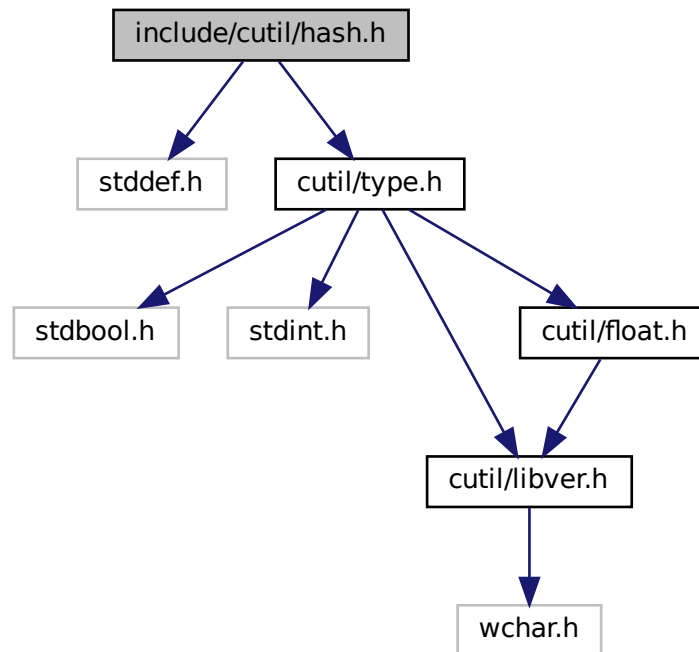 include/cutil/hash.h
stddef.h
cutil/type.h
stdbool.h
stdint.h
cutil/float.h
cutil/libver.h
wchar.h